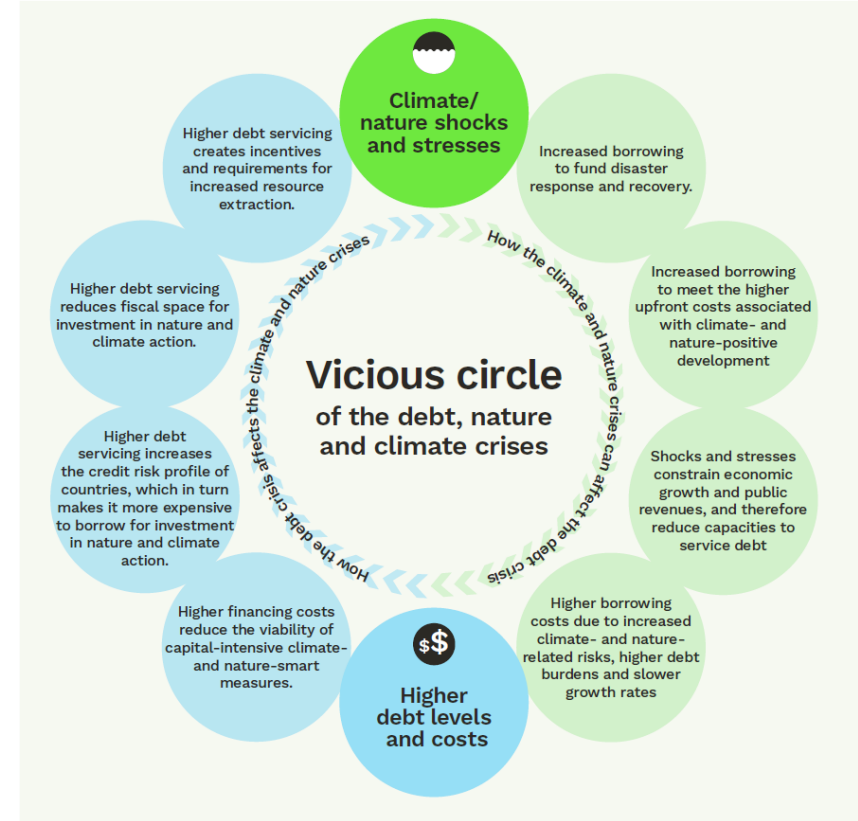 Climate/
nature shocks
and stresses
Increased borrowing
to fund disaster
response and recovery.
Increased borrowing
to meet the higher
upfront costs associated
with climate- and
nature-positive
development
Shocks and stresses
constrain economic
growth and public
revenues, and therefore
reduce capacities to
service debt
Higher borrowing
costs due to increased
climate- and nature-
related risks, higher debt
burdens and slower
growth rates
$$
Higher
debt levels
and costs
Higher financing costs
reduce the viability of
capital-intensive climate-
and nature-smart
measures.
Higher debt
servicing increases
the credit risk profile of
countries, which in turn
makes it more expensive
to borrow for investment
in nature and climate
action.
Higher debt servicing
reduces fiscal space for
investment in nature and
climate action.
Higher debt servicing
creates incentives
and requirements for
increased resource
extraction.
How the climate and nature crises can affect the debt crisis
How the debt crisis affects the climate and nature crises
Vicious circle
of the debt, nature
and climate crises